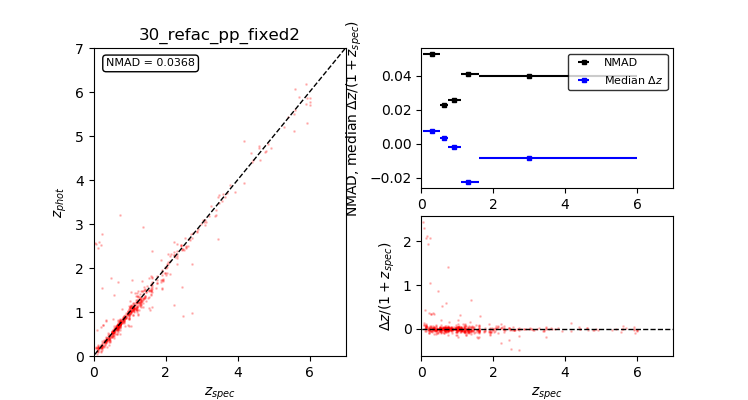 30_refac_pp_fixed2
NMAD = 0.0368
7
6
5
4
3
2
1
0
z_phot
0 2 4 6
z_spec
NMAD, median Δz/(1 + z_spec)
0.04
0.02
0.00
−0.02
NMAD
Median Δz
0 2 4 6
Δz/(1 + z_spec)
2
1
0
0 2 4 6
z_spec